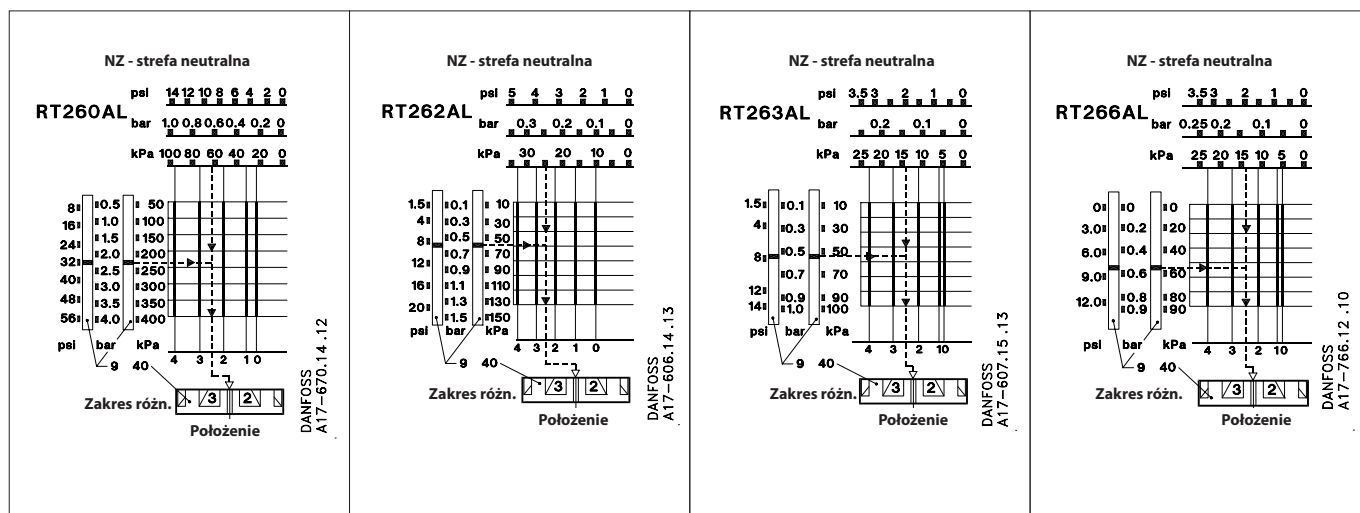 NZ - strefa neutralna
psi 14 12 10 8 6 4 2 0
RT260AL
bar 1.0 0.8 0.6 0.4 0.2 0
kPa 100 80 60 40 20 0
8 0.5 50
16 1.0 100
24 1.5 150
32 2.0 200
2.5 250
40 3.0 300
48 3.5 350
56 4.0 400
psi bar kPa
4 3 2 1 0
9 40
Zakres różn. 3 2
Położenie
DANFOSS
A17-670.14.12
NZ - strefa neutralna
psi 5 4 3 2 1 0
RT262AL
bar 0.3 0.2 0.1 0
kPa 30 20 10 0
1.5 0.1 10
4 0.3 30
8 0.5 50
0.7 70
12 0.9 90
16 1.1 110
20 1.3 130
1.5 150
psi bar kPa
4 3 2 1 0
9 40
Zakres różn. 3 2
Położenie
DANFOSS
A17-606.14.13
NZ - strefa neutralna
psi 3.5 3 2 1 0
RT263AL
bar 0.2 0.1 0
kPa 25 20 15 10 5 0
1.5 0.1 10
4 0.3 30
8 0.5 50
0.7 70
12 0.9 90
14 1.0 100
psi bar kPa
4 3 2 1 0
9 40
Zakres różn. 3 2
Położenie
DANFOSS
A17-607.15.13
NZ - strefa neutralna
psi 3.5 3 2 1 0
RT266AL
bar 0.25 0.2 0.1 0
kPa 25 20 15 10 5 0
0 0 0
3.0 0.2 20
6.0 0.4 40
9.0 0.6 60
12.0 0.8 80
0.9 90
psi bar kPa
4 3 2 1 0
9 40
Zakres różn. 3 2
Położenie
DANFOSS
A17-766.12.10